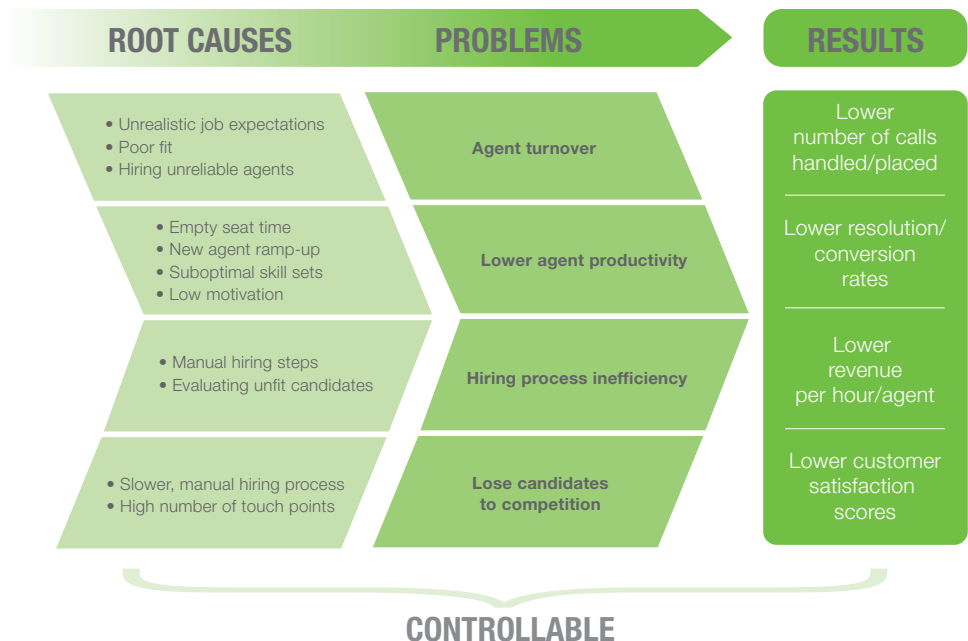 ROOT CAUSES
PROBLEMS
RESULTS
• Unrealistic job expectations
• Poor fit
• Hiring unreliable agents
Agent turnover
Lower
number of calls
handled/placed
• Empty seat time
• New agent ramp-up
• Suboptimal skill sets
• Low motivation
Lower agent productivity
Lower resolution/
conversion
rates
• Manual hiring steps
• Evaluating unfit candidates
Hiring process inefficiency
Lower
revenue
per hour/agent
• Slower, manual hiring process
• High number of touch points
Lose candidates
to competition
Lower customer
satisfaction
scores
CONTROLLABLE